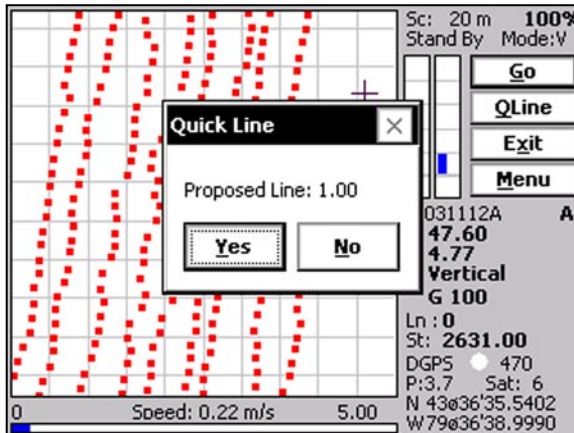 Sc: 20 m 100%
Stand By Mode:V
Go
QLine
Exit
Menu
Quick Line
Proposed Line: 1.00
Yes No
031112A A
47.60
4.77
Vertical
G 100
Ln : 0
St: 2631.00
DGPS 470
P:3.7 Sat: 6
N 43ø36'35.5402
W79ø36'38.9990
0 Speed: 0.22 m/s 5.00